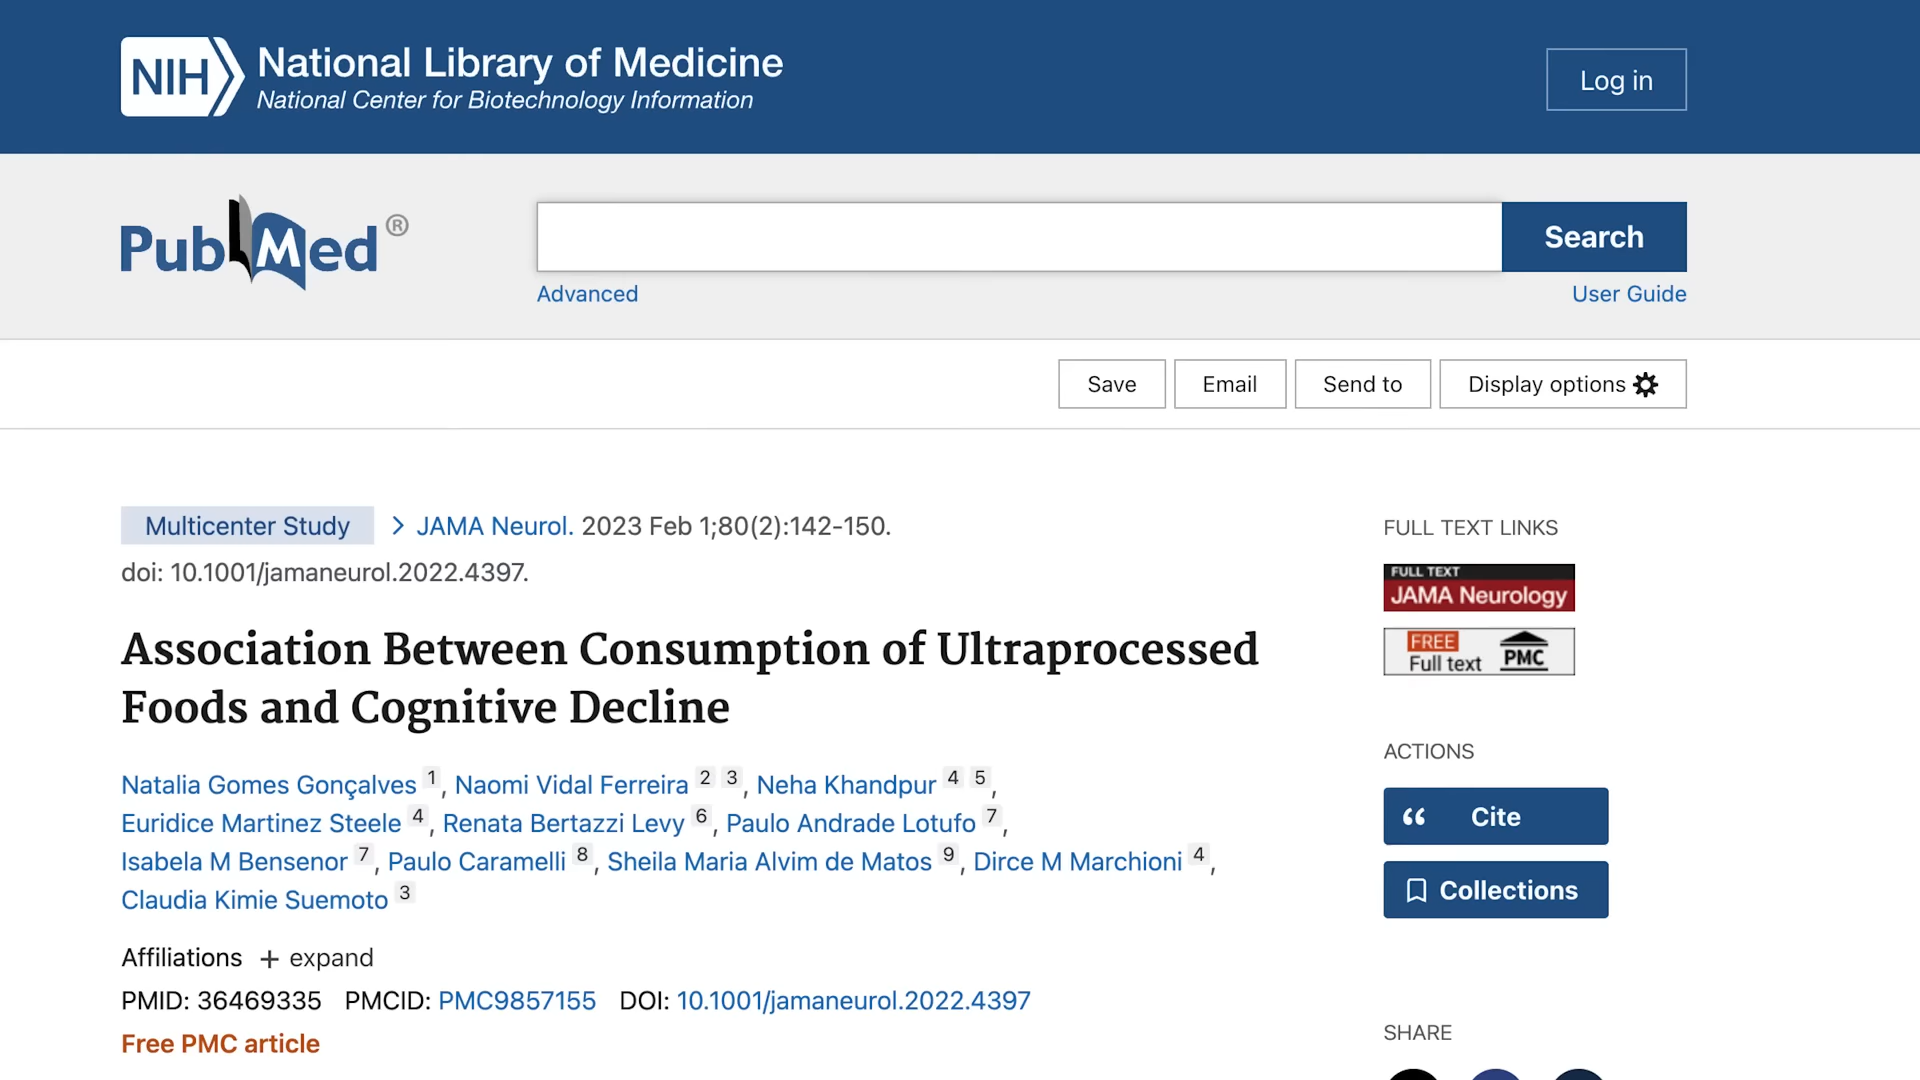 NIH National Library of Medicine
National Center for Biotechnology Information
Log in
PubMed®
Search
Advanced
User Guide
Save
Email
Send to
Display options
Multicenter Study
JAMA Neurol. 2023 Feb 1;80(2):142-150.
doi: 10.1001/jamaneurol.2022.4397.
Association Between Consumption of Ultraprocessed
Foods and Cognitive Decline
Natalia Gomes Gonçalves 1, Naomi Vidal Ferreira 2 3, Neha Khandpur 4 5,
Euridice Martinez Steele 4, Renata Bertazzi Levy 6, Paulo Andrade Lotufo 7,
Isabela M Bensenor 7, Paulo Caramelli 8, Sheila Maria Alvim de Matos 9, Dirce M Marchioni 4,
Claudia Kimie Suemoto 3
Affiliations + expand
PMID: 36469335 PMCID: PMC9857155 DOI: 10.1001/jamaneurol.2022.4397
Free PMC article
FULL TEXT LINKS
FULL TEXT
JAMA Neurology
FREE
Full text PMC
ACTIONS
Cite
Collections
SHARE